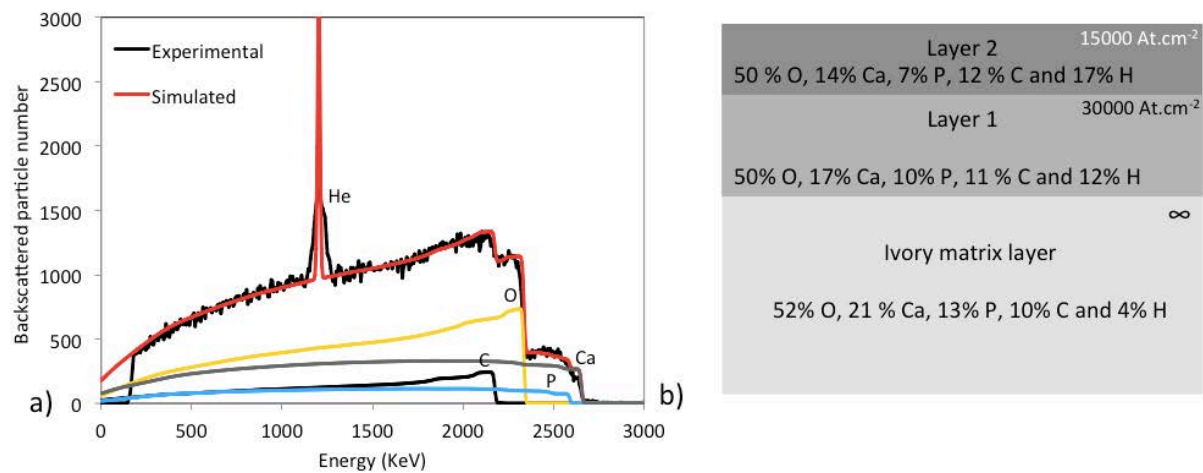 3000
2500
2000
1500
1000
500
0
Backscattered particle number
Experimental
Simulated
He
O
C
Ca
P
a)
0 500 1000 1500 2000 2500 3000
Energy (KeV)
b)
15000 At.cm-2
Layer 2
50 % O, 14% Ca, 7% P, 12 % C and 17% H
30000 At.cm-2
Layer 1
50% O, 17% Ca, 10% P, 11 % C and 12% H
∞
Ivory matrix layer
52% O, 21 % Ca, 13% P, 10% C and 4% H